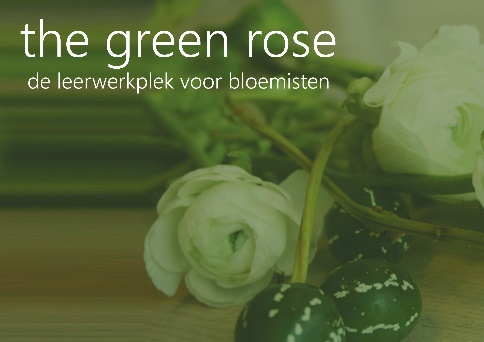 the green rose
de leerwerkplek voor bloemisten